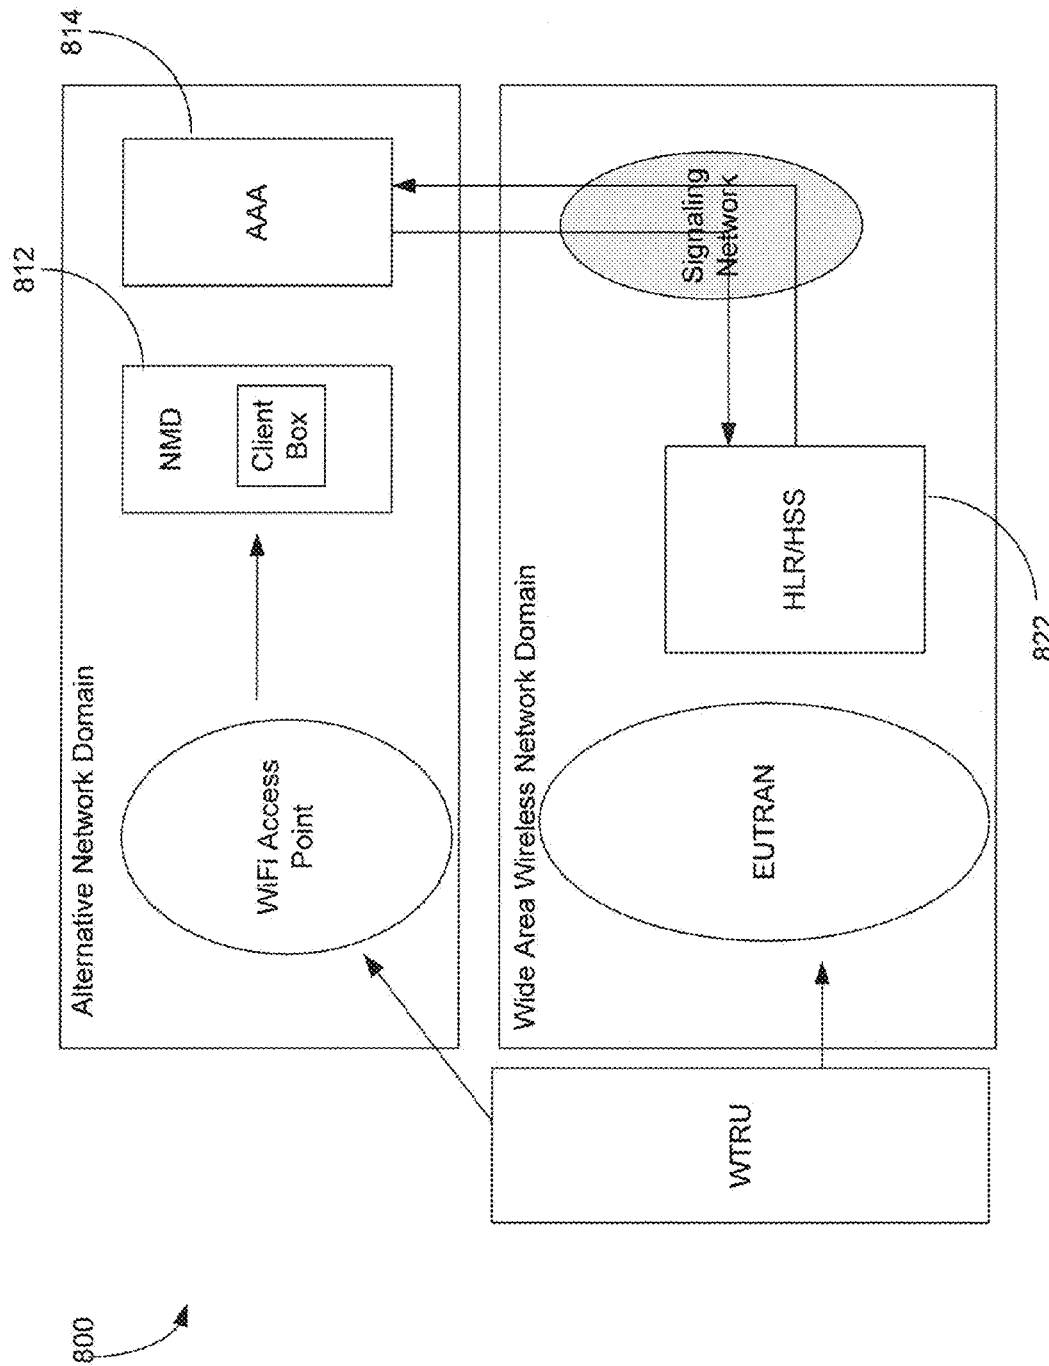 800
WTRU
Alternative Network Domain
WiFi Access
Point
NMD
Client
Box
812
AAA
814
Wide Area Wireless Network Domain
EUTRAN
HLR/HSS
822
Signaling
Network